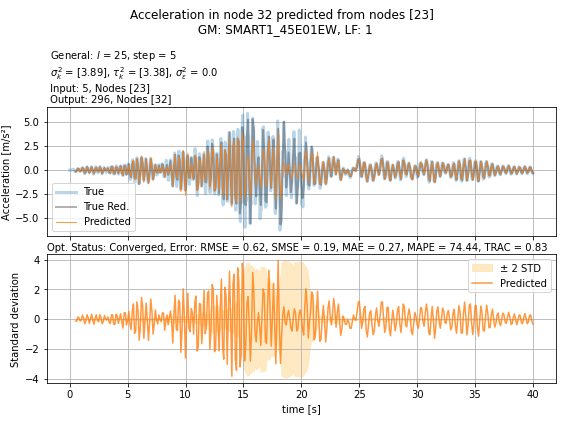 Acceleration in node 32 predicted from nodes [23]
GM: SMART1_45E01EW, LF: 1
General: l = 25, step = 5
σ²_k = [3.89], τ²_k = [3.38], σ²_ε = 0.0
Input: 5, Nodes [23]
Output: 296, Nodes [32]
Acceleration [m/s²]
5.0
2.5
0.0
−2.5
−5.0
True
True Red.
Predicted
Opt. Status: Converged, Error: RMSE = 0.62, SMSE = 0.19, MAE = 0.27, MAPE = 74.44, TRAC = 0.83
Standard deviation
4
2
0
−2
−4
± 2 STD
Predicted
0 5 10 15 20 25 30 35 40
time [s]